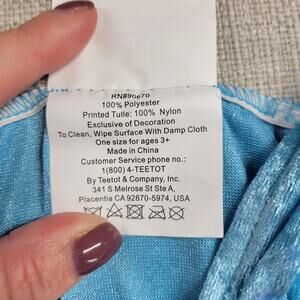 RN#90670
100% Polyester
Printed Tulle: 100% Nylon
Exclusive of Decoration
To Clean, Wipe Surface With Damp Cloth
One size for ages 3+
Made in China
Customer Service phone no.:
1(800) 4-TEETOT
By Teetot & Company, Inc.
341 S Melrose St Ste A,
Placentia CA 92870-5974, USA